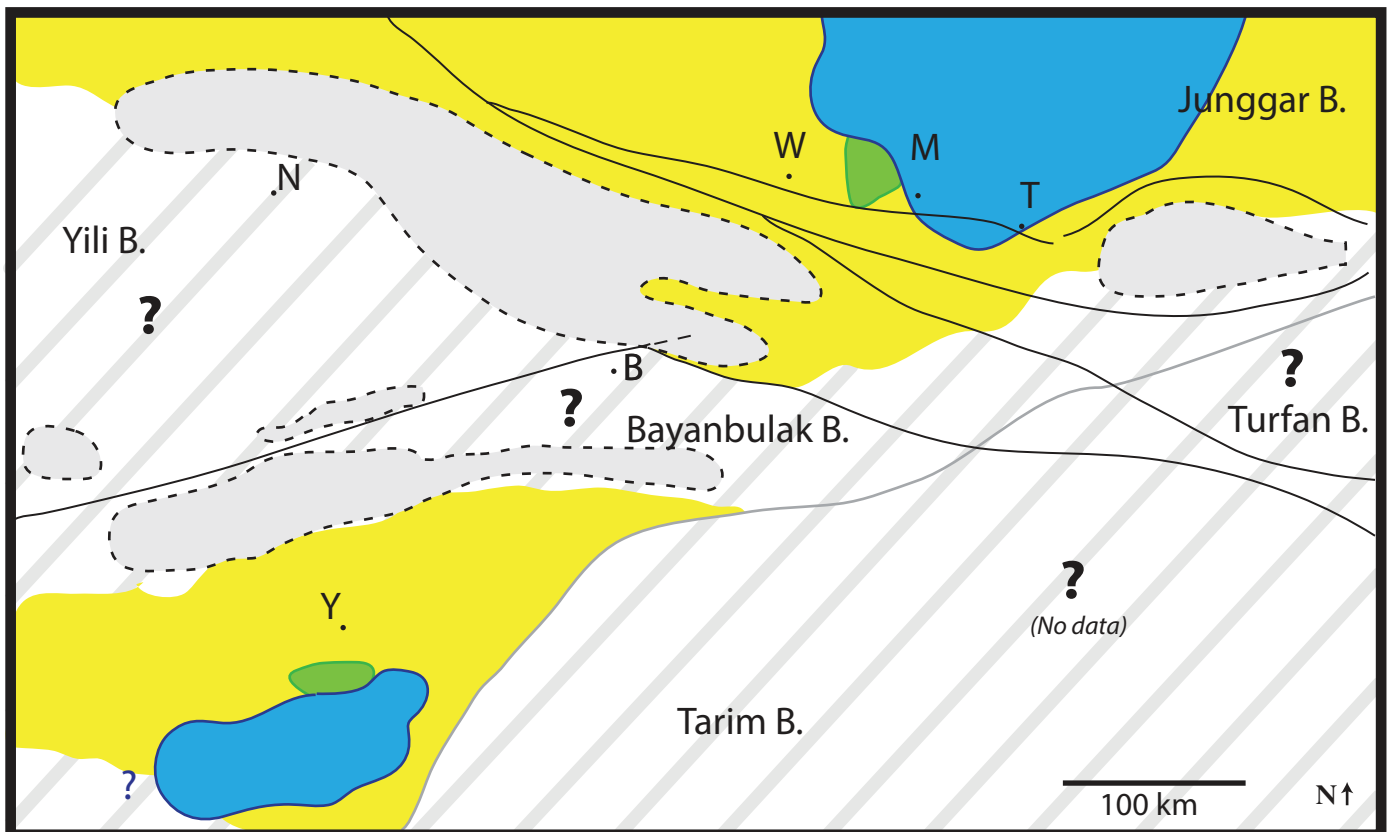 Junggar B.
W
M
N
T
Yili B.
?
?
B
?
Turfan B.
Bayanbulak B.
?
(No data)
Y
Tarim B.
?
100 km
N